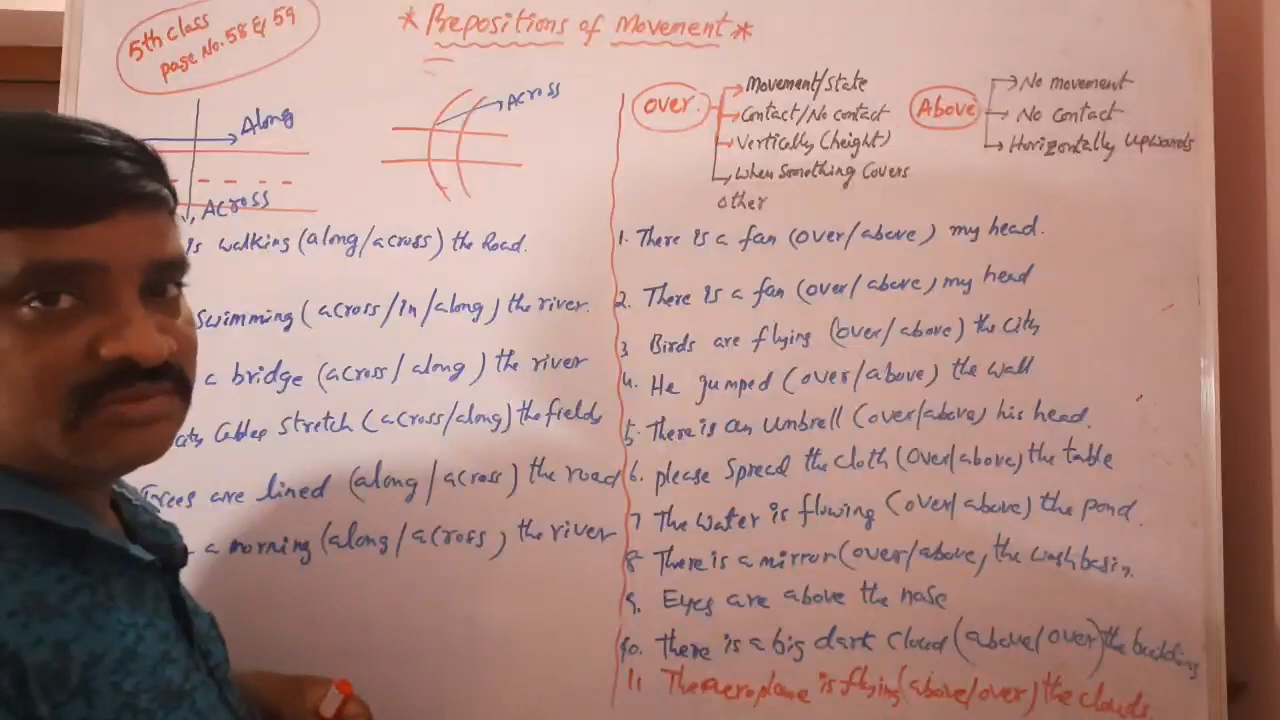 5th Class
page No. 58 & 59
* Prepositions of Movement *
Along
Across
Across
is walking (along/across) the Road.
Swimming (across/in/along) the river.
a bridge (across/along) the river
Cables stretch (across/along) the fields
Trees are lined (along/across) the road
a morning (along/across) the river
over
Movement/State
Contact/No contact
Vertically (height)
When Something Covers
other
Above
No movement
No Contact
Horizontally Upwards
1. There is a fan (over/above) my head.
2. There is a fan (over/above) my head
3 Birds are flying (over/above) the city
4. He gumped (over/above) the wall
5. There is an Umbrell (over/above) his head.
6. please Spread the cloth (over/above) the table
7 The water is flowing (over/above) the pond.
8 There is a mirror (over/above, the washbasin.
9. Eyes are above the nose
10. There is a big dark Cloud (above/over) the building
11 The aeroplane is flying (above/over) the clouds.